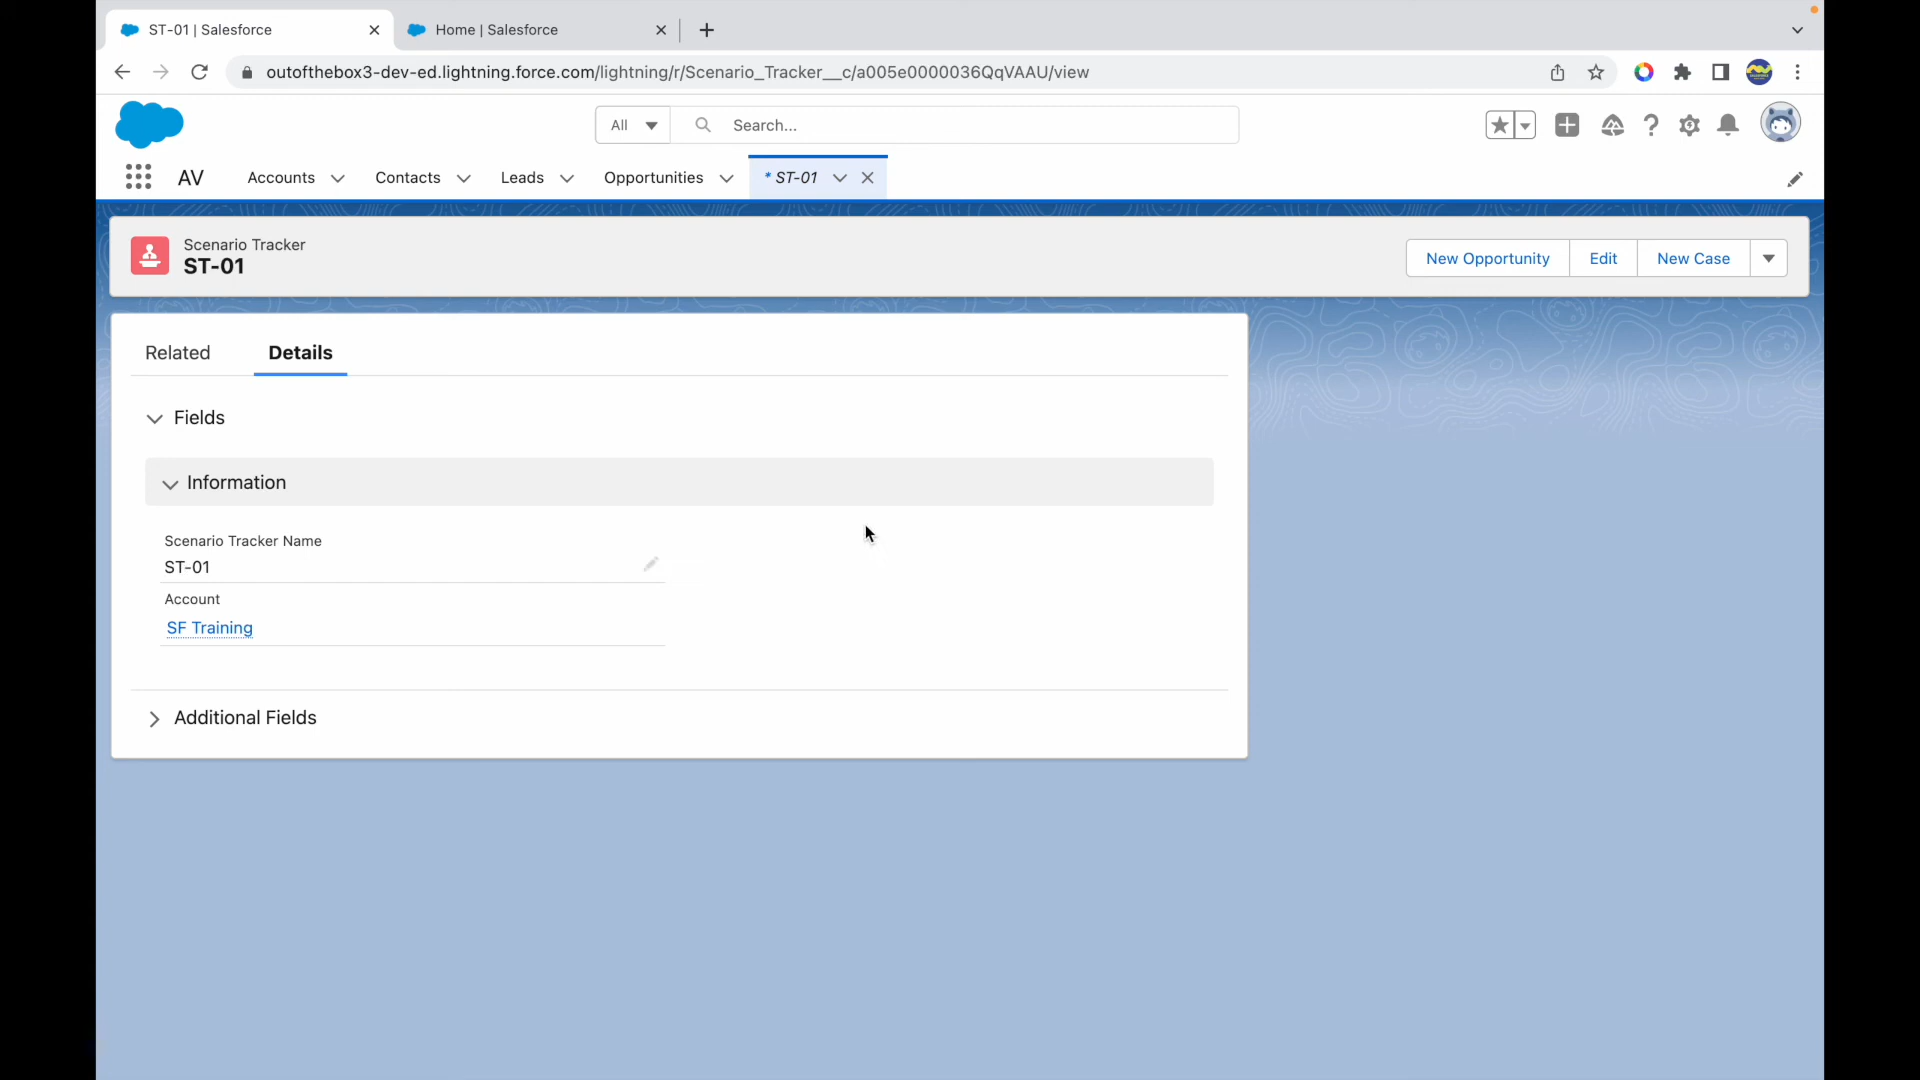 ST-01 | Salesforce
Home | Salesforce
outofthebox3-dev-ed.lightning.force.com/lightning/r/Scenario_Tracker__c/a005e0000036QqVAAU/view
All
Search...
AV
Accounts
Contacts
Leads
Opportunities
* ST-01
Scenario Tracker
ST-01
New Opportunity
Edit
New Case
Related
Details
Fields
Information
Scenario Tracker Name
ST-01
Account
SF Training
Additional Fields